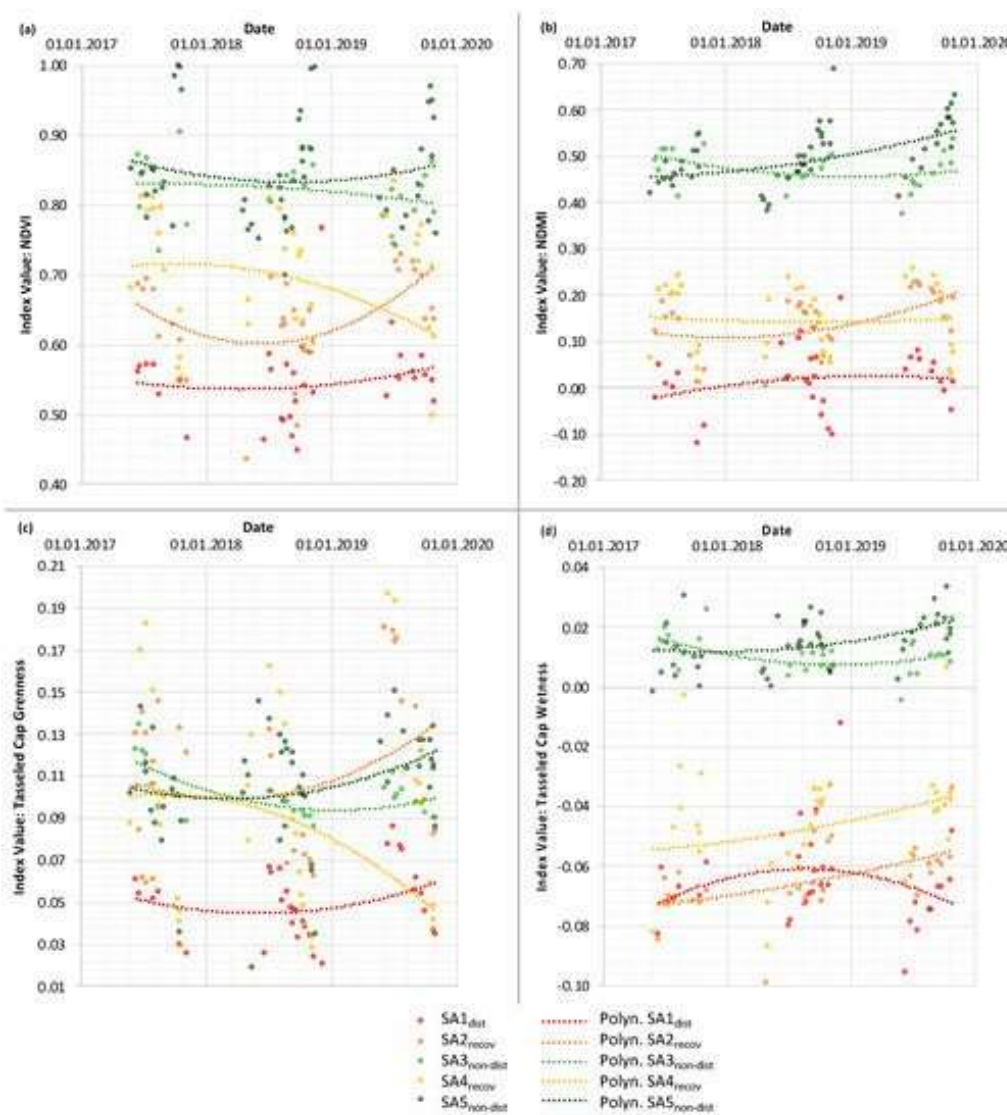 (a)
Date
01.01.2017 01.01.2018 01.01.2019 01.01.2020
1.00
0.90
0.80
0.70
0.60
0.50
0.40
Index Value: NDVI
(b)
Date
01.01.2017 01.01.2018 01.01.2019 01.01.2020
0.70
0.60
0.50
0.40
0.30
0.20
0.10
0.00
-0.10
-0.20
Index Value: NDMI
(c)
Date
01.01.2017 01.01.2018 01.01.2019 01.01.2020
0.21
0.19
0.17
0.15
0.13
0.11
0.09
0.07
0.05
0.03
0.01
Index Value: Tasseled Cap Grenness
(d)
Date
01.01.2017 01.01.2018 01.01.2019 01.01.2020
0.04
0.02
0.00
-0.02
-0.04
-0.06
-0.08
-0.10
Index Value: Tasseled Cap Wetness
SA1dist Polyn. SA1dist
SA2recov Polyn. SA2recov
SA3non-dist Polyn. SA3non-dist
SA4recov Polyn. SA4recov
SA5non-dist Polyn. SA5non-dist